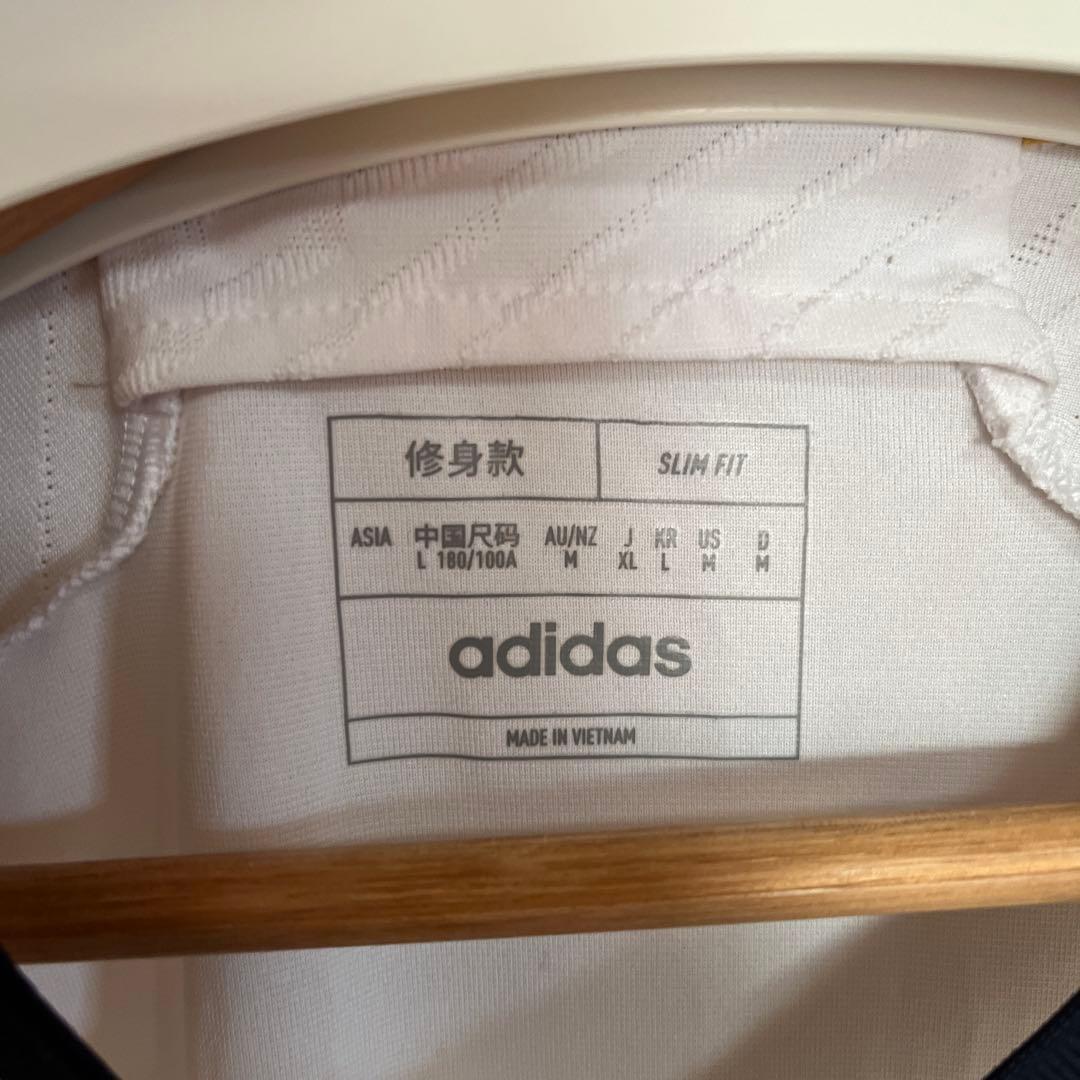 修身款 SLIM FIT
ASIA 中国尺码 AU/NZ J KR US D
L 180/100A M XL L M M
adidas
MADE IN VIETNAM